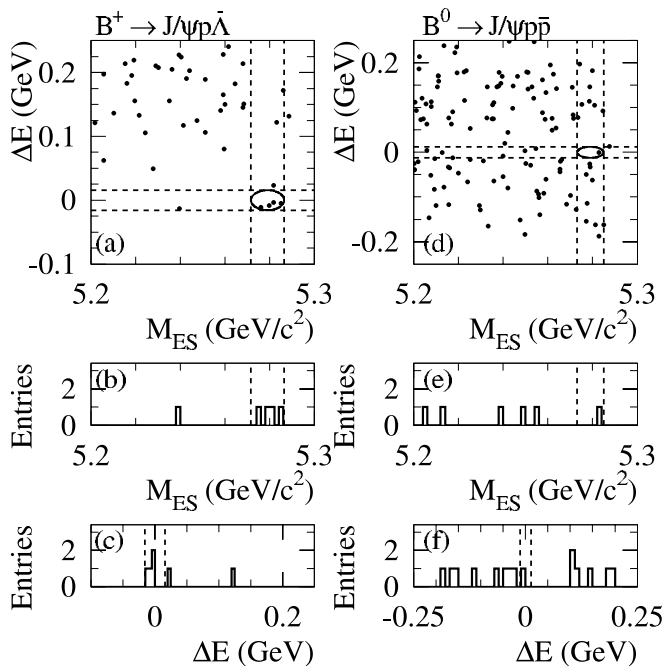 B⁺ → J/ψpΛ̄
B⁰ → J/ψpp̄
ΔE (GeV)
0.2
0.1
0
-0.1
(a)
5.2
5.3
M_ES (GeV/c²)
ΔE (GeV)
0.2
0
-0.2
(d)
5.2
5.3
M_ES (GeV/c²)
Entries
2
0
(b)
5.2
5.3
M_ES (GeV/c²)
Entries
2
0
(e)
5.2
5.3
M_ES (GeV/c²)
Entries
2
0
(c)
0
0.2
ΔE (GeV)
Entries
2
0
(f)
-0.25
0
0.25
ΔE (GeV)